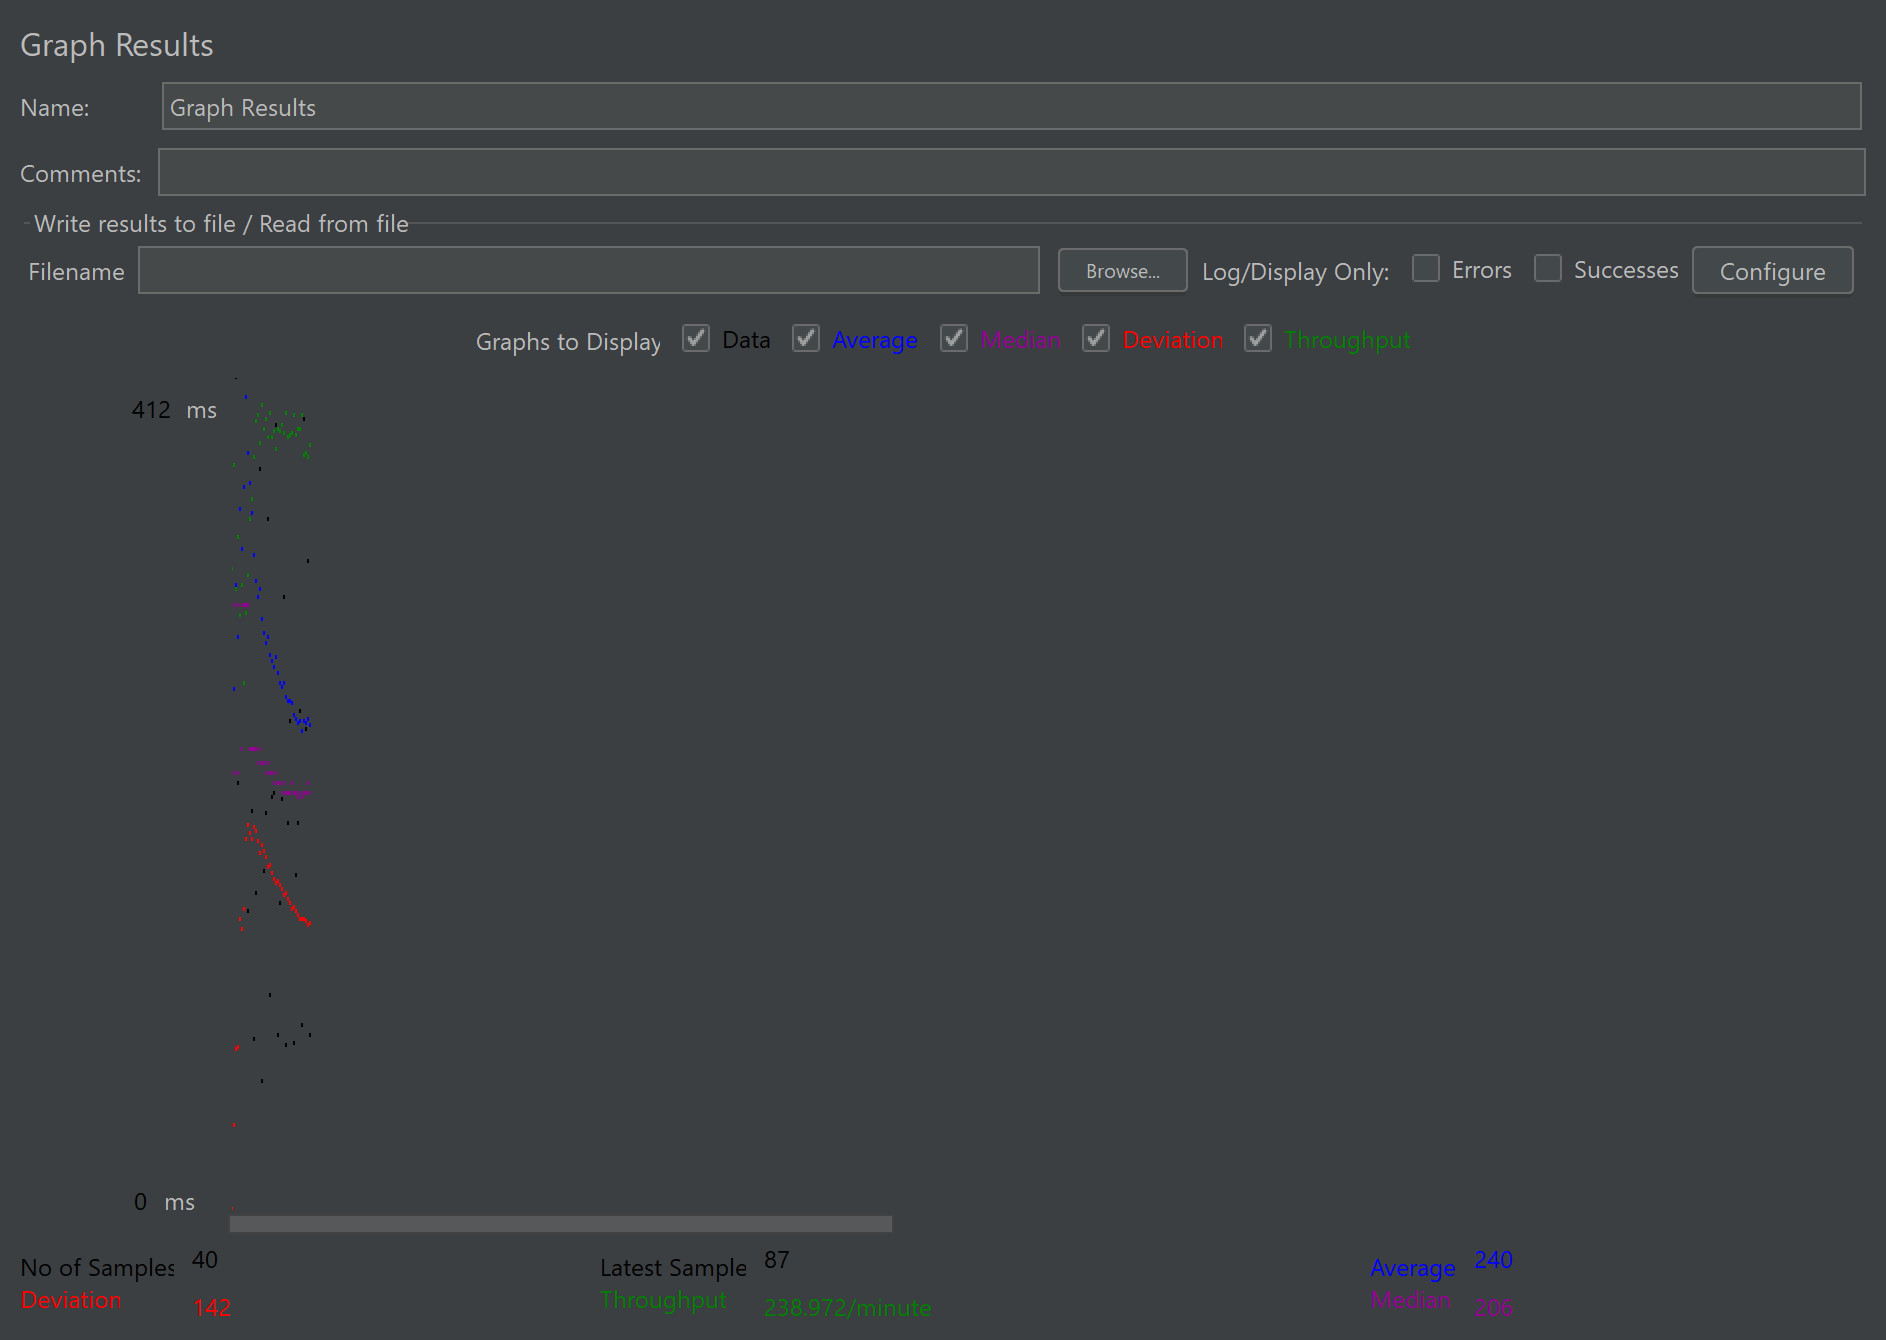 Graph Results
Name: Graph Results
Comments:
Write results to file / Read from file
Filename Browse... Log/Display Only: Errors Successes Configure
Graphs to Display Data Average Median Deviation Throughput
412 ms
0 ms
No of Samples 40 Latest Sample 87 Average 240
Deviation 142 Throughput 238.972/minute Median 206